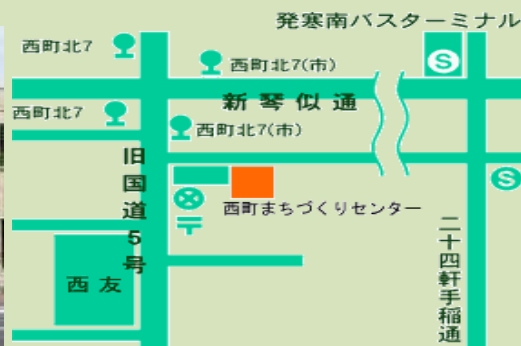 発寒南バスターミナル
西町北7
西町北7(市)
S
新琴似通
西町北7
西町北7(市)
旧国道5号
S
西町まちづくりセンター
西友
二十四軒手稲通